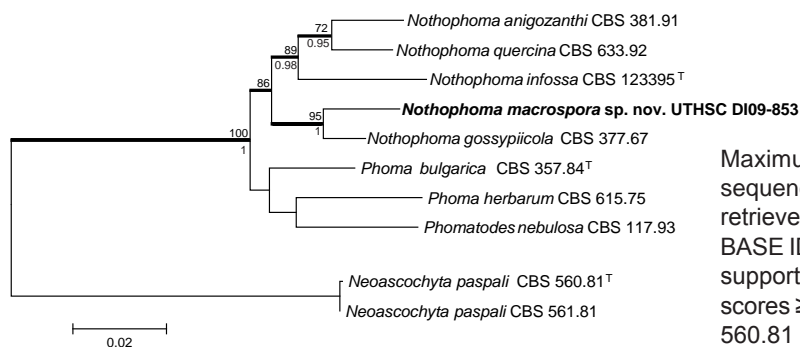 72
Nothophoma anigozanthi CBS 381.91
89
0.95
Nothophoma quercina CBS 633.92
0.98
86
Nothophoma infossa CBS 123395 T
95
Nothophoma macrospora sp. nov. UTHSC DI09-853
100
1
Nothophoma gossypiicola CBS 377.67
1
Phoma bulgarica CBS 357.84 T
Phoma herbarum CBS 615.75
Phomatodes nebulosa CBS 117.93
Neoascochyta paspali CBS 560.81 T
Neoascochyta paspali CBS 561.81
0.02
Maximu
sequenc
retrieve
BASE ID
support
scores ≥
560.81